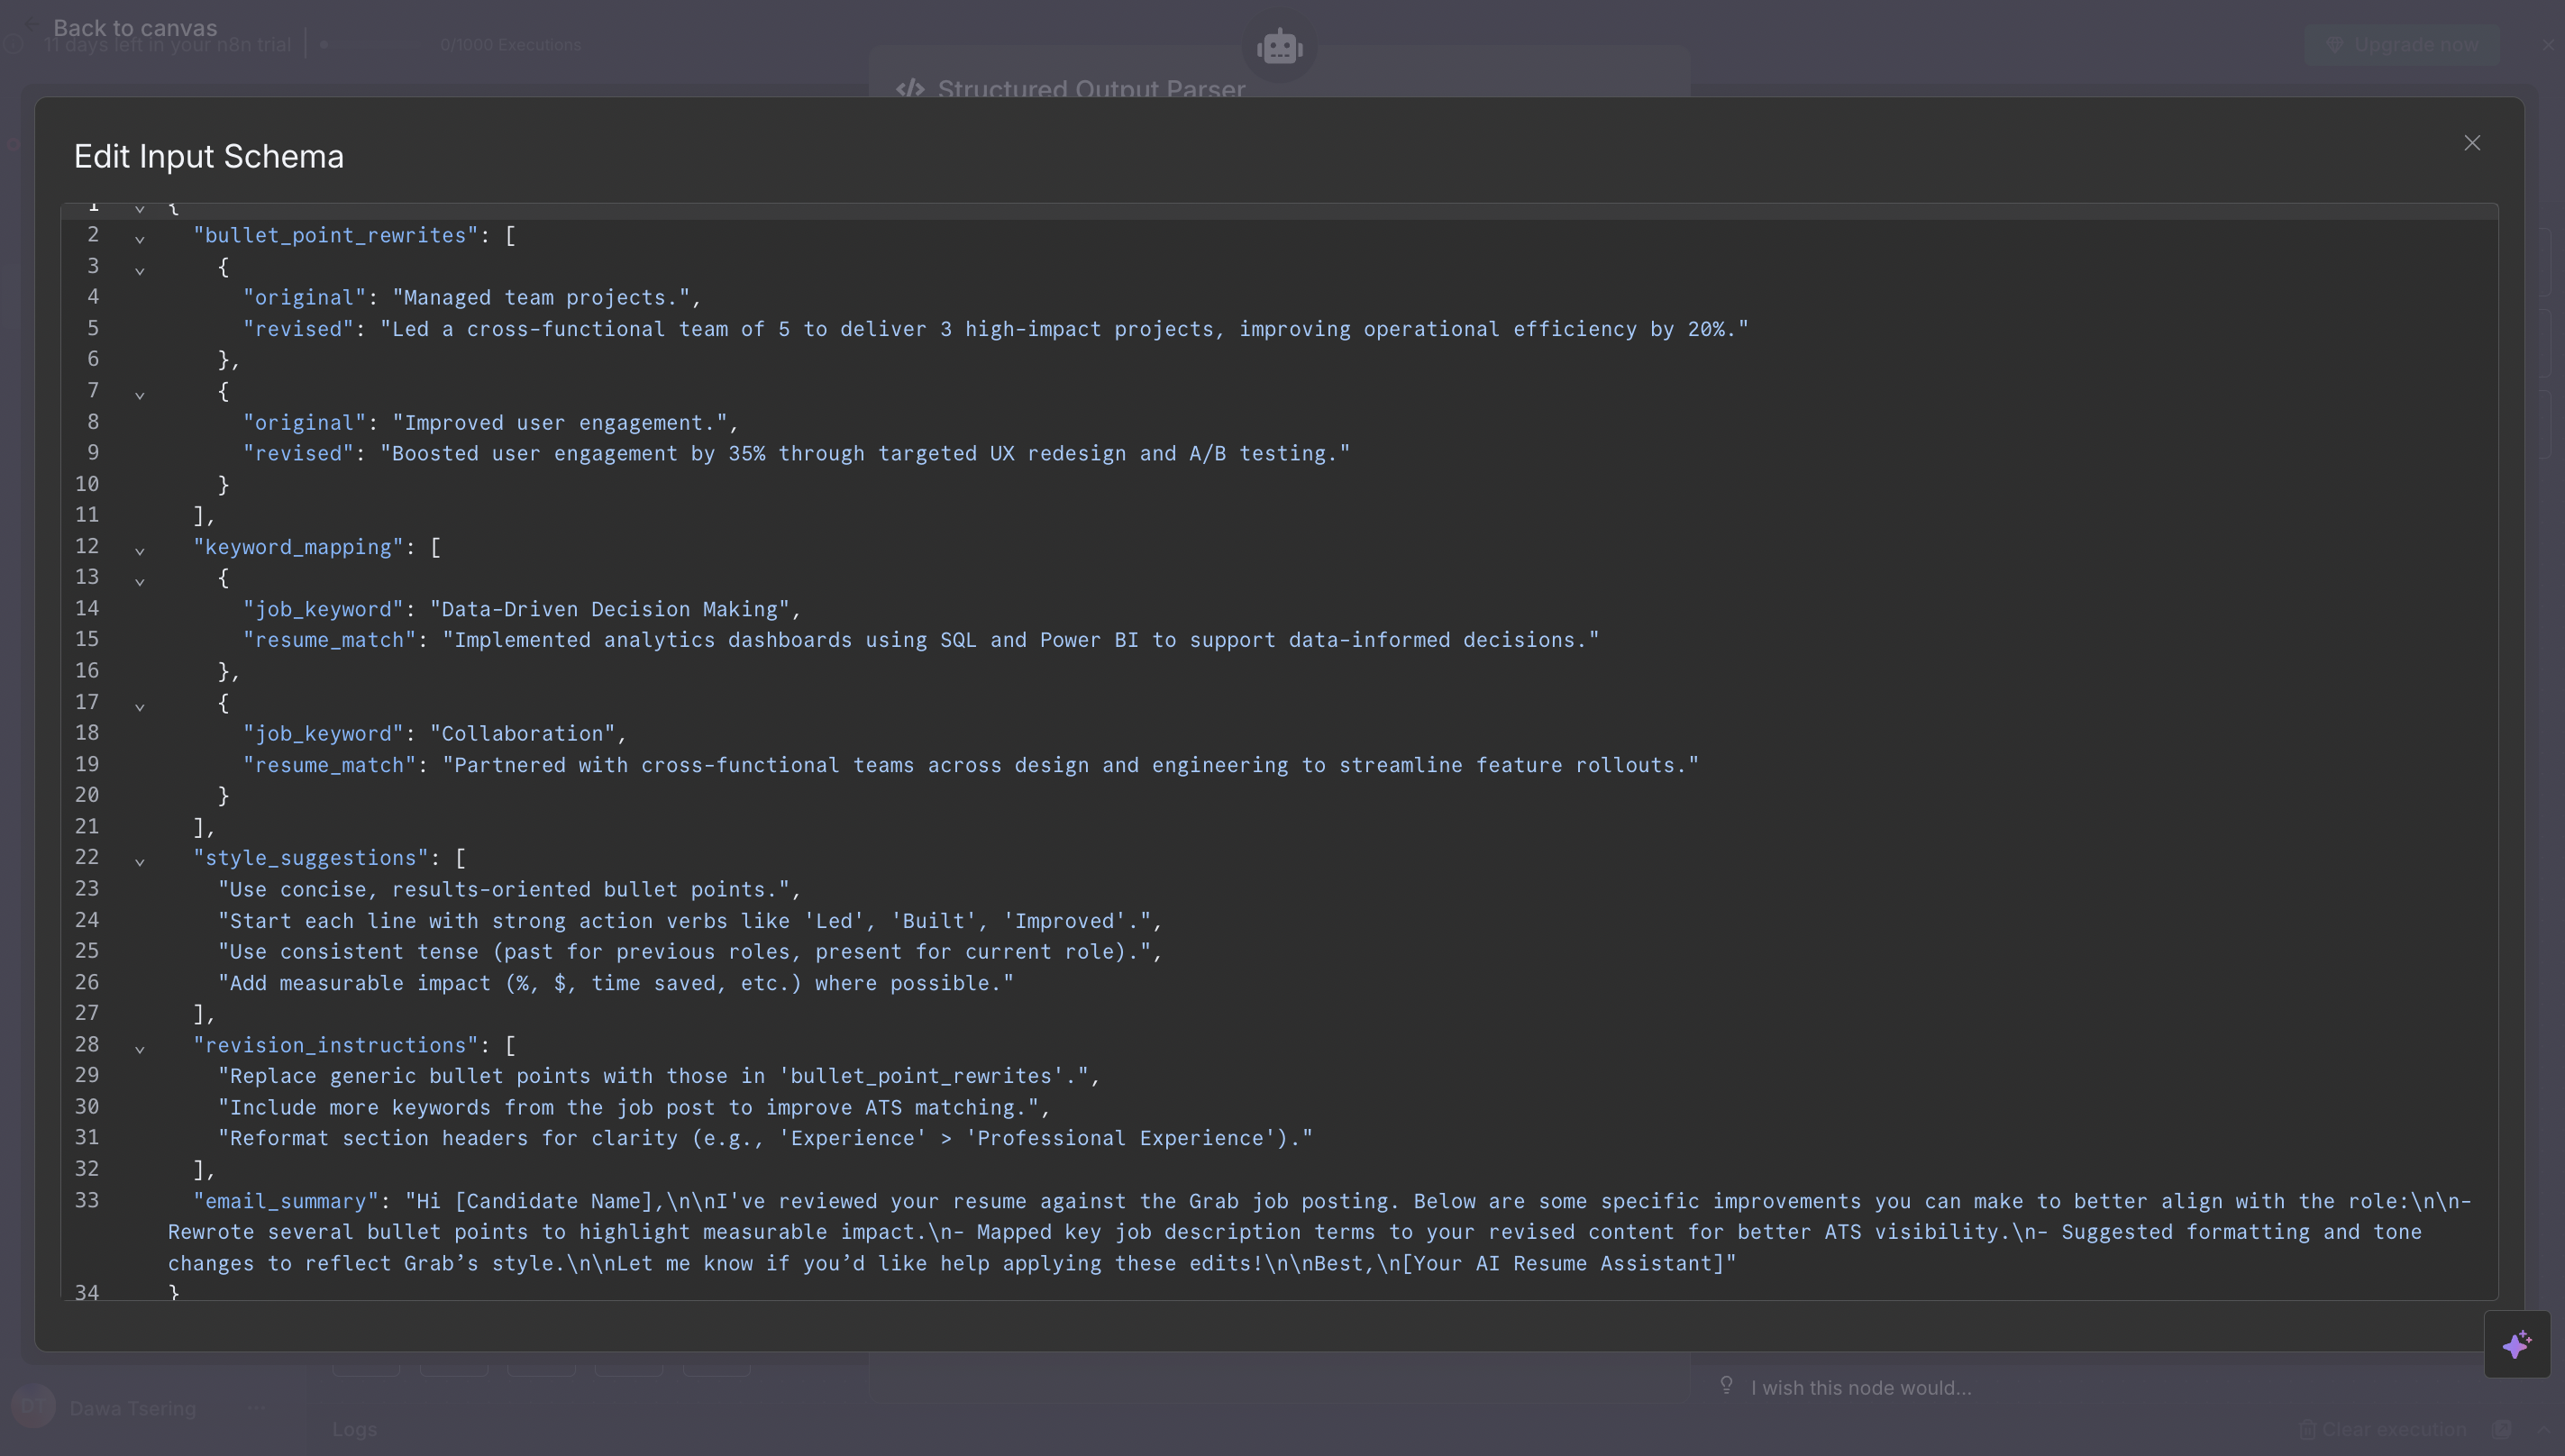 Back to canvas
11 days left in your n8n trial
0/1000 Executions
Upgrade now
Structured Output Parser
Edit Input Schema
1 {
2 "bullet_point_rewrites": [
3 {
4 "original": "Managed team projects.",
5 "revised": "Led a cross-functional team of 5 to deliver 3 high-impact projects, improving operational efficiency by 20%."
6 },
7 {
8 "original": "Improved user engagement.",
9 "revised": "Boosted user engagement by 35% through targeted UX redesign and A/B testing."
10 }
11 ],
12 "keyword_mapping": [
13 {
14 "job_keyword": "Data-Driven Decision Making",
15 "resume_match": "Implemented analytics dashboards using SQL and Power BI to support data-informed decisions."
16 },
17 {
18 "job_keyword": "Collaboration",
19 "resume_match": "Partnered with cross-functional teams across design and engineering to streamline feature rollouts."
20 }
21 ],
22 "style_suggestions": [
23 "Use concise, results-oriented bullet points.",
24 "Start each line with strong action verbs like 'Led', 'Built', 'Improved'.",
25 "Use consistent tense (past for previous roles, present for current role).",
26 "Add measurable impact (%, $, time saved, etc.) where possible."
27 ],
28 "revision_instructions": [
29 "Replace generic bullet points with those in 'bullet_point_rewrites'.",
30 "Include more keywords from the job post to improve ATS matching.",
31 "Reformat section headers for clarity (e.g., 'Experience' > 'Professional Experience')."
32 ],
33 "email_summary": "Hi [Candidate Name],\n\nI've reviewed your resume against the Grab job posting. Below are some specific improvements you can make to better align with the role:\n\n-
Rewrote several bullet points to highlight measurable impact.\n- Mapped key job description terms to your revised content for better ATS visibility.\n- Suggested formatting and tone
changes to reflect Grab’s style.\n\nLet me know if you’d like help applying these edits!\n\nBest,\n[Your AI Resume Assistant]"
34 }
I wish this node would...
DT
Dawa Tsering
Logs
Clear execution